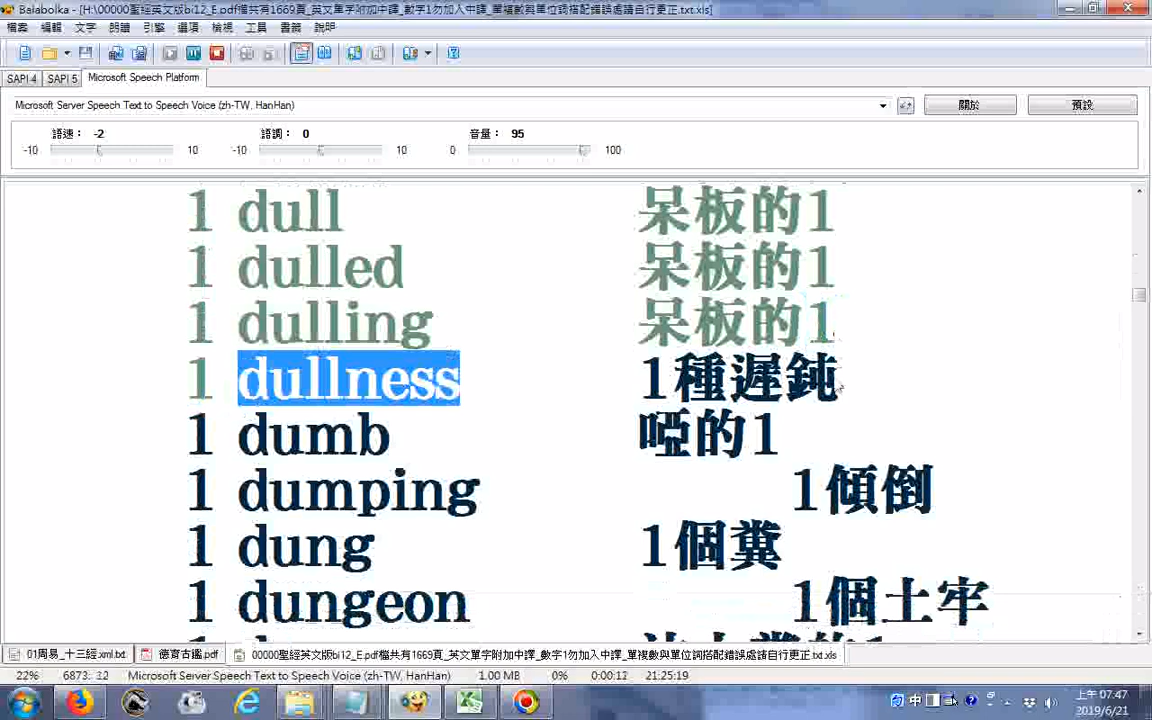 Balabolka - [H:\00000聖經英文版bi12_E.pdf檔共有1669頁_英文單字附加中譯_數字1勿加入中譯_單複數與單位詞搭配錯誤處請自行更正.txt.xls]
檔案 編輯 文字 朗讀 引擎 選項 檢視 工具 書籤 說明
SAPI 4 SAPI 5 Microsoft Speech Platform
Microsoft Server Speech Text to Speech Voice (zh-TW, HanHan) 關於 預設
語速： -2 語調： 0 音量： 95
-10 10 -10 10 0 100
1 dull 呆板的1
1 dulled 呆板的1
1 dulling 呆板的1
1 dullness 1種遲鈍
1 dumb 啞的1
1 dumping 1傾倒
1 dung 1個糞
1 dungeon 1個土牢
01周易_十三經.xml.txt 德育古鑑.pdf 00000聖經英文版bi12_E.pdf檔共有1669頁_英文單字附加中譯_數字1勿加入中譯_單複數與單位詞搭配錯誤處請自行更正.txt.xls
22% 6873: 12 Microsoft Server Speech Text to Speech Voice (zh-TW, HanHan) 1.00 MB 0% 0:00:12 21:25:19
中 上午 07:47
2019/6/21